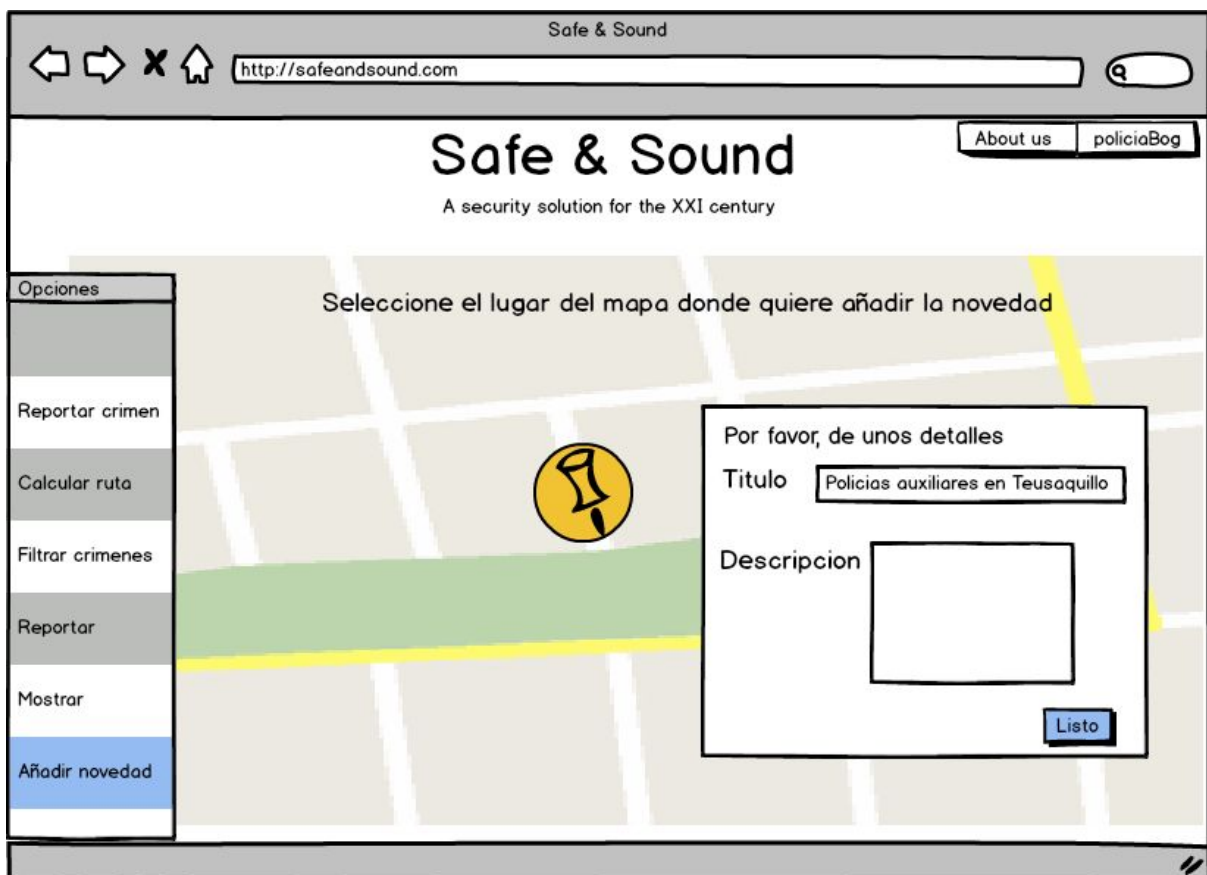 Safe & Sound
http://safeandsound.com
Safe & Sound
About us
policiaBog
A security solution for the XXI century
Opciones
Reportar crimen
Calcular ruta
Filtrar crimenes
Reportar
Mostrar
Añadir novedad
Seleccione el lugar del mapa donde quiere añadir la novedad
Por favor, de unos detalles
Titulo
Policias auxiliares en Teusaquillo
Descripcion
Listo